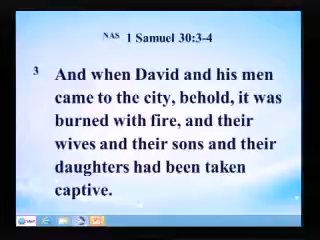 NAS 1 Samuel 30:3-4
3 And when David and his men
came to the city, behold, it was
burned with fire, and their
wives and their sons and their
daughters had been taken
captive.